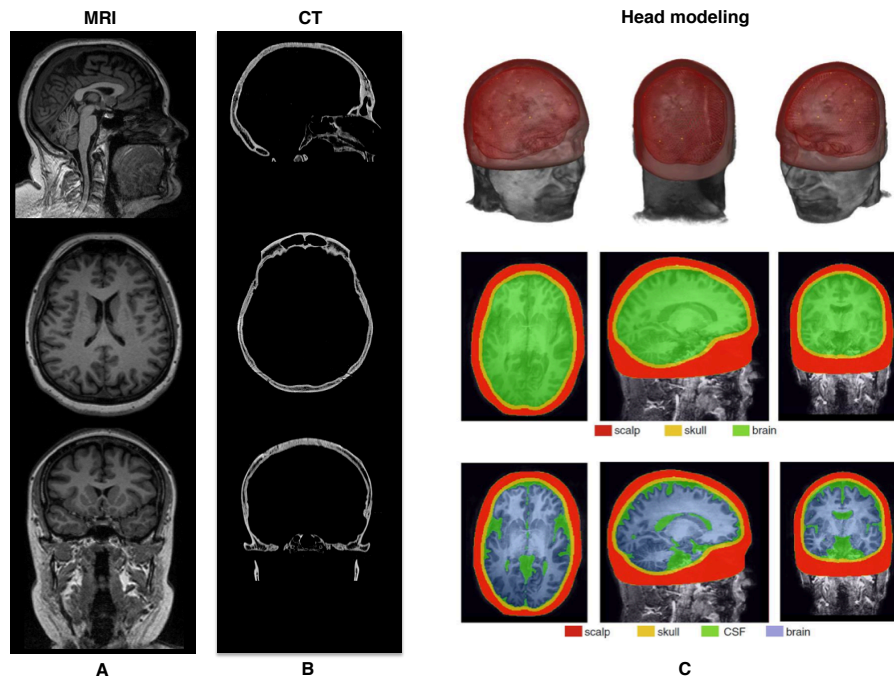 MRI
CT
Head modeling
scalp skull brain
scalp skull CSF brain
A
B
C